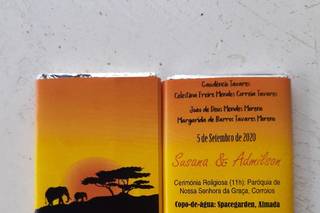 Gaudêncio Tavares
Celestina Freire Mendes Correia Tavares
João de Deus Mendes Moreno
Margarida de Barros Tavares Moreno
5 de Setembro de 2020
Susana & Admilson
Cerimónia Religiosa (11h): Paróquia de
Nossa Senhora da Graça, Corroios
Copo-de-água: Spacegarden, Almada